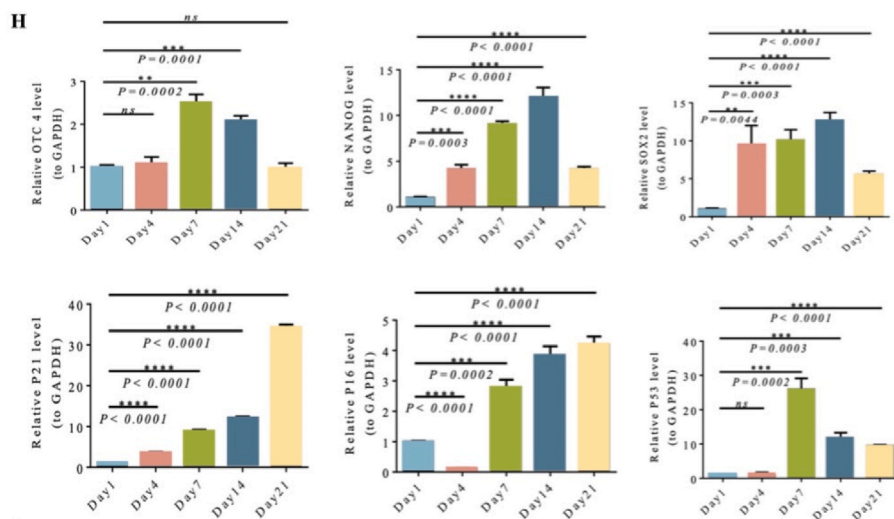 H
ns
***
P=0.0001
**
P=0.0002
ns
Relative OTC 4 level
(to GAPDH)
3
2
1
0
Day1
Day4
Day7
Day14
Day21
****
P< 0.0001
****
P< 0.0001
****
P< 0.0001
***
P=0.0003
Relative NANOG level
(to GAPDH)
15
10
5
0
Day1
Day4
Day7
Day14
Day21
****
P< 0.0001
****
P< 0.0001
***
P=0.0003
**
P=0.0044
Relative SOX2 level
(to GAPDH)
15
10
5
0
Day1
Day4
Day7
Day14
Day21
****
P< 0.0001
****
P< 0.0001
****
P< 0.0001
****
P< 0.0001
Relative P21 level
(to GAPDH)
40
30
20
10
0
Day1
Day4
Day7
Day14
Day21
****
P< 0.0001
****
P< 0.0001
***
P=0.0002
****
P< 0.0001
Relative P16 level
(to GAPDH)
5
4
3
2
1
0
Day1
Day4
Day7
Day14
Day21
****
P< 0.0001
***
P=0.0003
***
P=0.0002
ns
Relative P53 level
(to GAPDH)
40
30
20
10
0
Day1
Day4
Day7
Day14
Day21